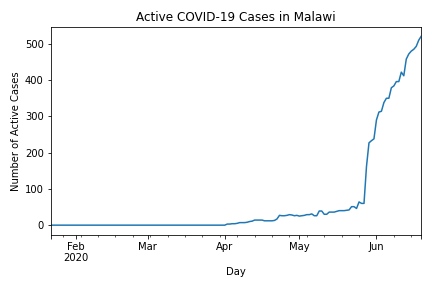 Active COVID-19 Cases in Malawi
500
400
300
200
100
0
Number of Active Cases
Feb
2020
Mar
Apr
May
Jun
Day